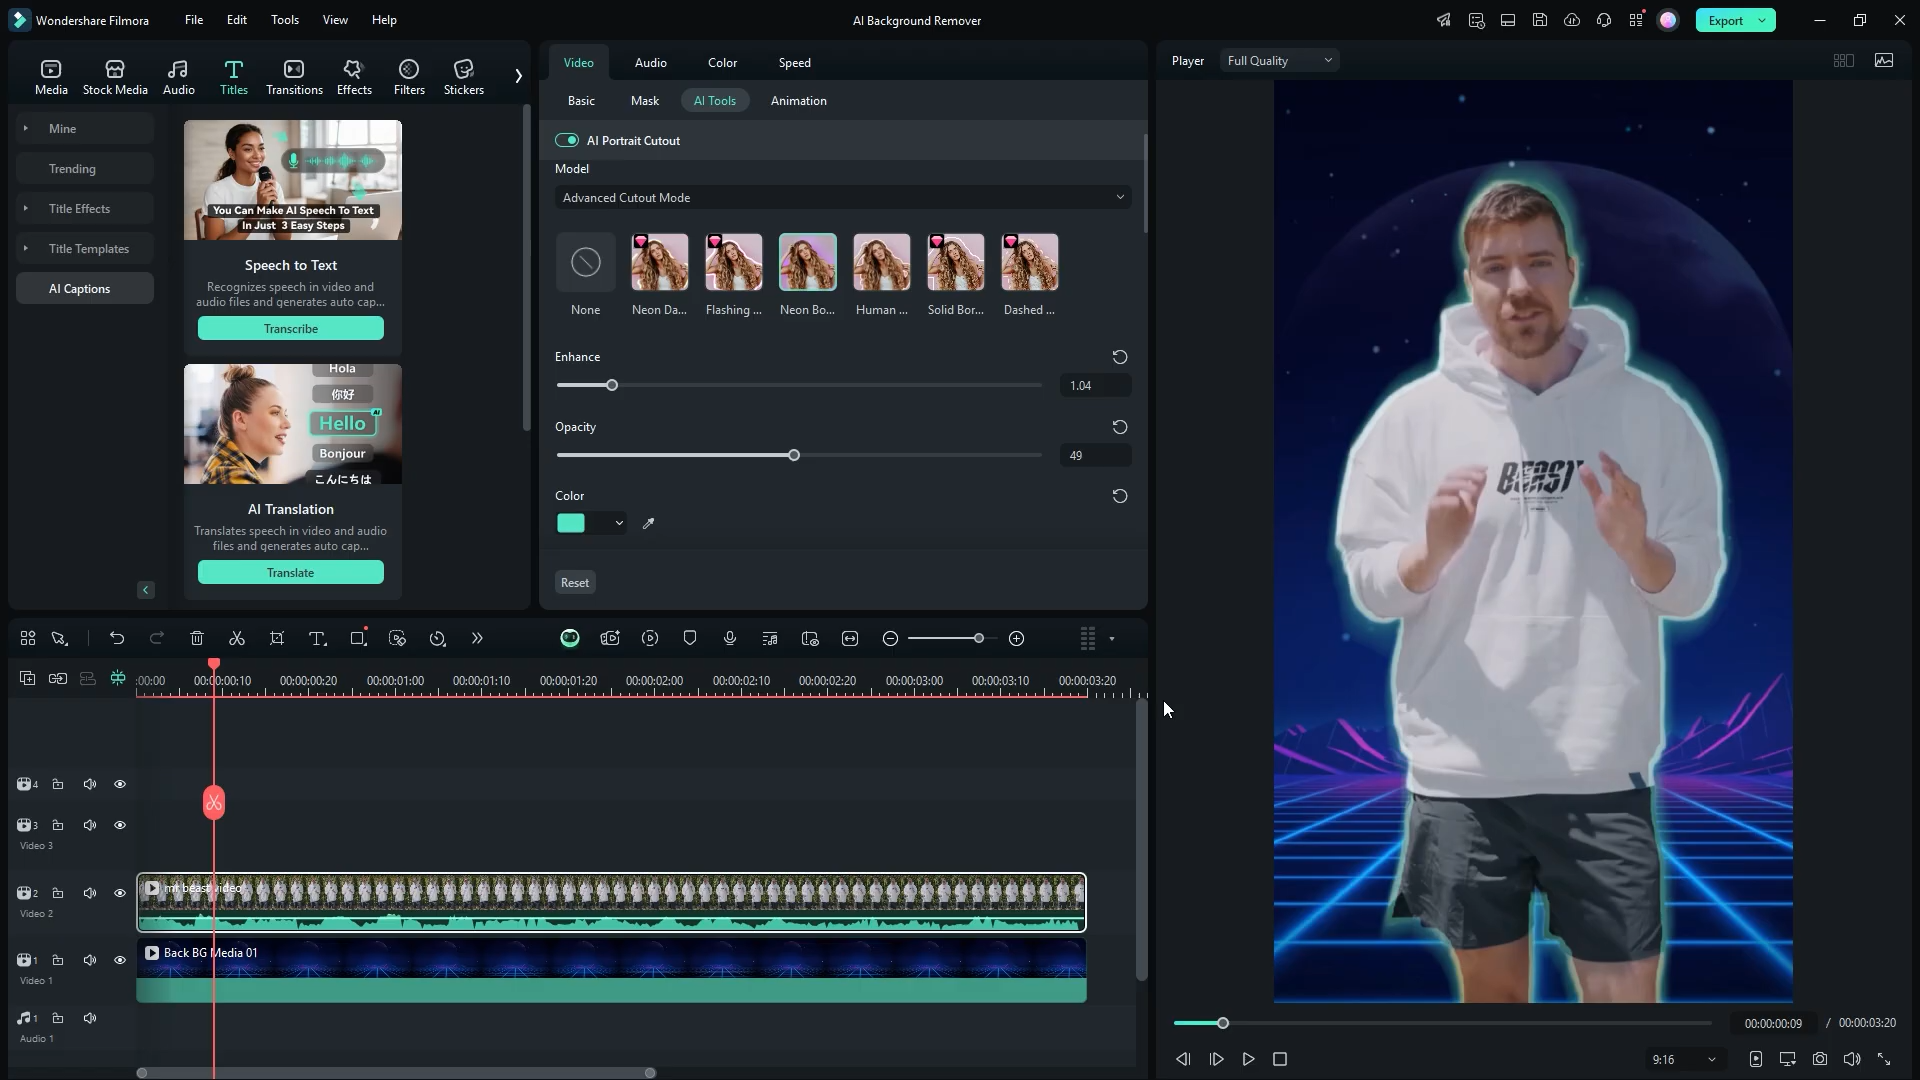 Wondershare Filmora
File
Edit
Tools
View
Help
AI Background Remover
Export
Media
Stock Media
Audio
Titles
Transitions
Effects
Filters
Stickers
Mine
Trending
Title Effects
Title Templates
AI Captions
You Can Make AI Speech To Text
In Just 3 Easy Steps
Speech to Text
Recognizes speech in video and
audio files and generates auto cap...
Transcribe
Hola
你好
Hello
AI
Bonjour
こんにちは
AI Translation
Translates speech in video and audio
files and generates auto cap...
Translate
Video
Audio
Color
Speed
Basic
Mask
AI Tools
Animation
AI Portrait Cutout
Model
Advanced Cutout Mode
None
Neon Da...
Flashing ...
Neon Bo...
Human ...
Solid Bor...
Dashed ...
Enhance
1.04
Opacity
49
Color
Reset
Player
Full Quality
BEAST
:00:00
00:00:00:10
00:00:00:20
00:00:01:00
00:00:01:10
00:00:01:20
00:00:02:00
00:00:02:10
00:00:02:20
00:00:03:00
00:00:03:10
00:00:03:20
4
3
Video 3
2
mr beast video
Video 2
1
Back BG Media 01
Video 1
1
Audio 1
00:00:00:09 / 00:00:03:20
9:16